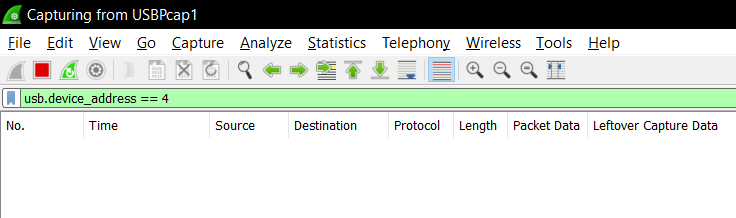 Capturing from USBPcap1
File Edit View Go Capture Analyze Statistics Telephony Wireless Tools Help
usb.device_address == 4
No. Time Source Destination Protocol Length Packet Data Leftover Capture Data